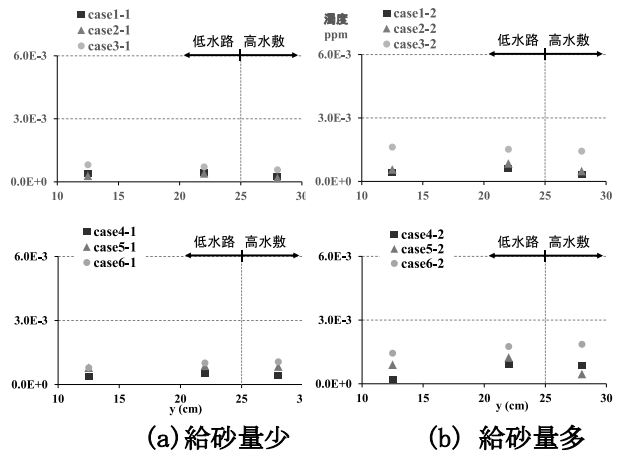 case1-1
case2-1
case3-1
低水路 高水敷
6.0E-3
3.0E-3
0.0E+0
10 15 20 25 30
濁度
ppm
case1-2
case2-2
case3-2
低水路 高水敷
6.0E-3
3.0E-3
0.0E+0
10 15 20 25 30
case4-1
case5-1
case6-1
低水路 高水敷
6.0E-3
3.0E-3
0.0E+0
10 15 20 25 3
y (cm)
case4-2
case5-2
case6-2
低水路 高水敷
6.0E-3
3.0E-3
0.0E+0
10 15 20 25 30
y (cm)
(a)給砂量少
(b) 給砂量多